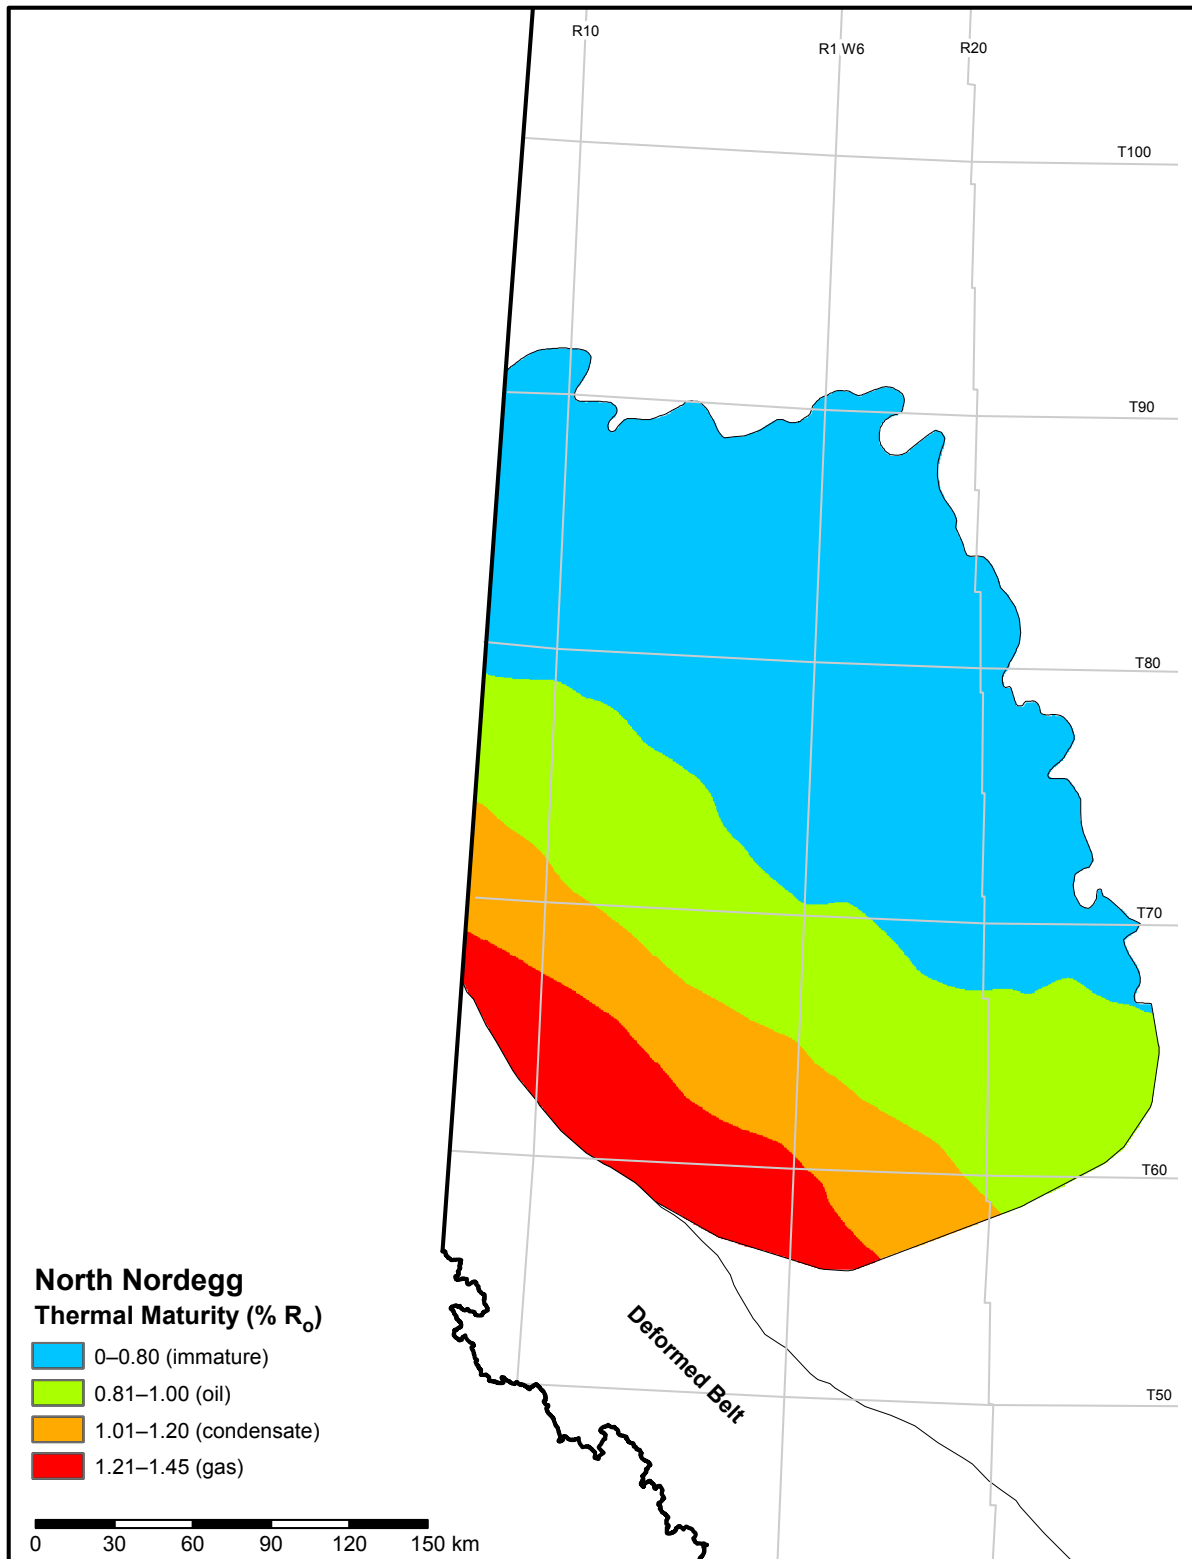 R10
R1 W6
R20
T100
T90
T80
T70
T60
T50
Deformed Belt
North Nordegg
Thermal Maturity (% Ro)
0–0.80 (immature)
0.81–1.00 (oil)
1.01–1.20 (condensate)
1.21–1.45 (gas)
0 30 60 90 120 150 km